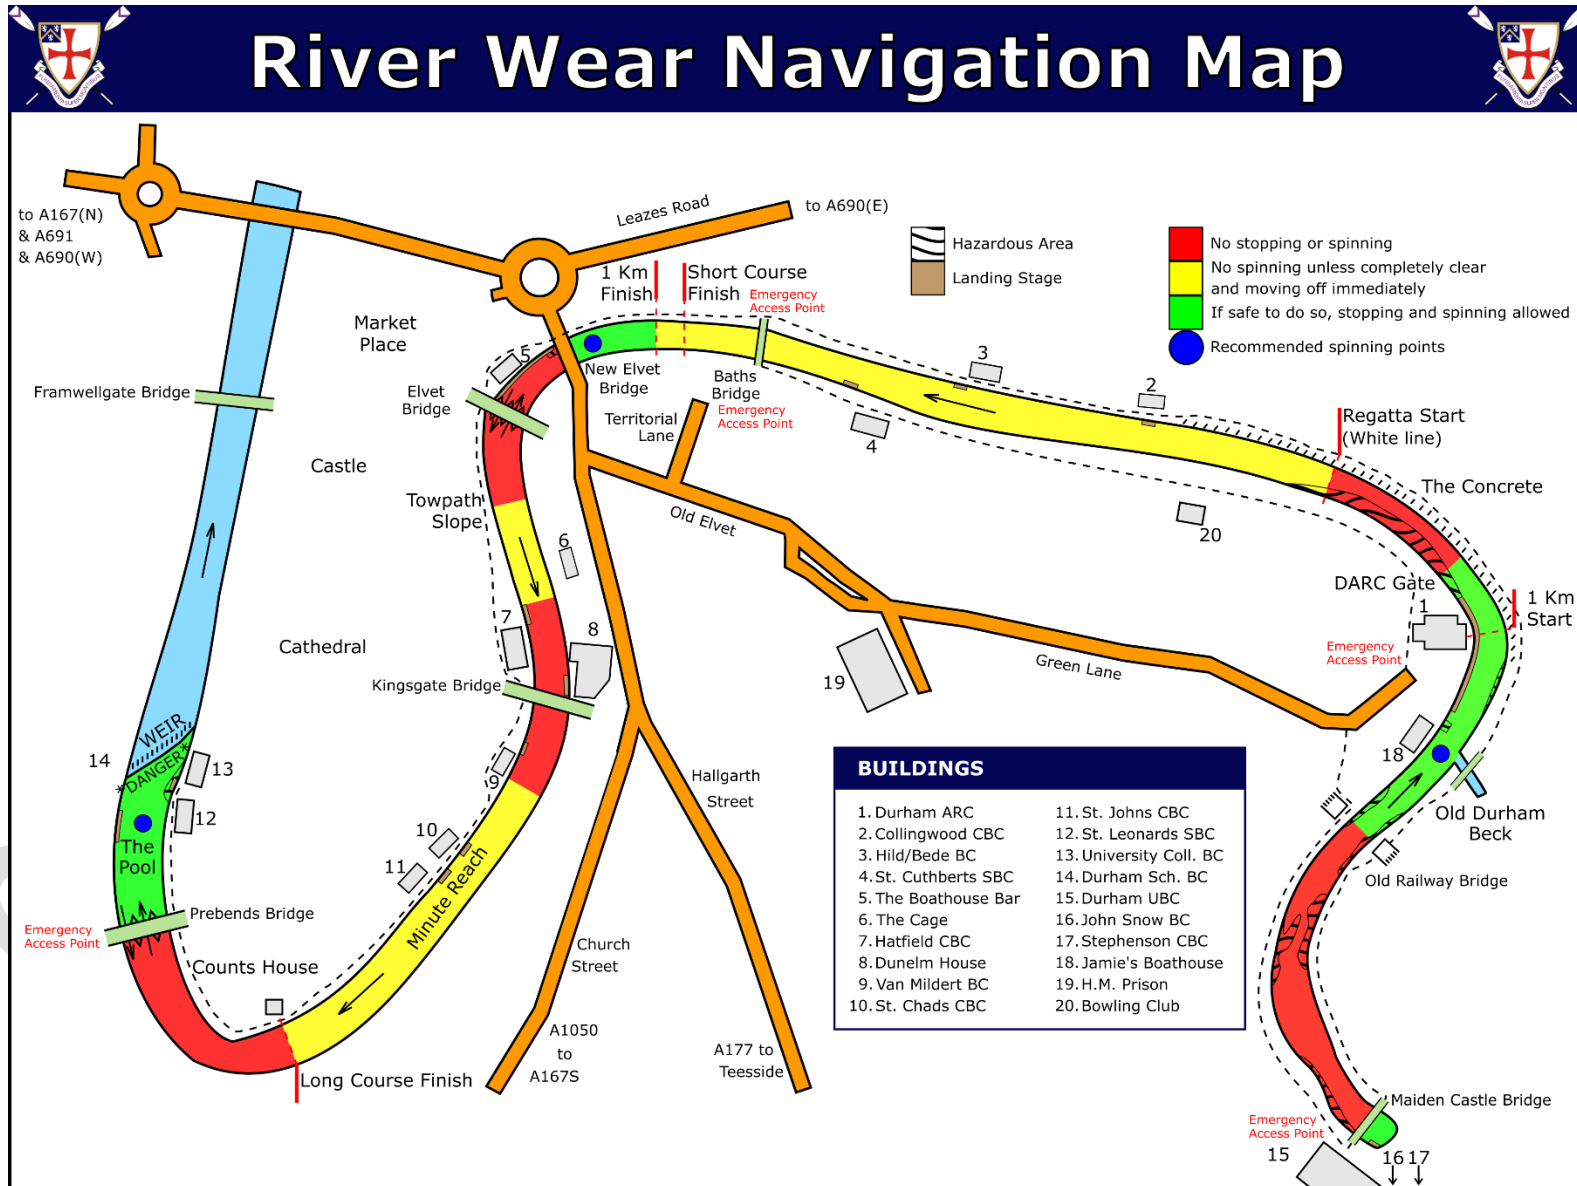 River Wear Navigation Map
to A167(N)
& A691
& A690(W)
Leazes Road
to A690(E)
1 Km
Finish
Short Course
Finish
Emergency
Access Point
Hazardous Area
Landing Stage
No stopping or spinning
No spinning unless completely clear
and moving off immediately
If safe to do so, stopping and spinning allowed
Recommended spinning points
Market
Place
5
New Elvet
Bridge
Baths
Bridge
Emergency
Access Point
3
2
4
Framwellgate Bridge
Elvet
Bridge
Territorial
Lane
Regatta Start
(White line)
Castle
Towpath
Slope
Old Elvet
The Concrete
20
6
DARC Gate
1
1 Km
Start
Emergency
Access Point
7
8
Cathedral
Kingsgate Bridge
19
Green Lane
WEIR
DANGER
14
13
12
The
Pool
9
10
11
Minute Reach
Hallgarth
Street
18
Old Durham
Beck
Old Railway Bridge
Prebends Bridge
Emergency
Access Point
Counts House
Church
Street
Long Course Finish
A1050
to
A167S
A177 to
Teesside
BUILDINGS
1. Durham ARC
2. Collingwood CBC
3. Hild/Bede BC
4. St. Cuthberts SBC
5. The Boathouse Bar
6. The Cage
7. Hatfield CBC
8. Dunelm House
9. Van Mildert BC
10. St. Chads CBC
11. St. Johns CBC
12. St. Leonards SBC
13. University Coll. BC
14. Durham Sch. BC
15. Durham UBC
16. John Snow BC
17. Stephenson CBC
18. Jamie's Boathouse
19. H.M. Prison
20. Bowling Club
Maiden Castle Bridge
Emergency
Access Point
15
16 17